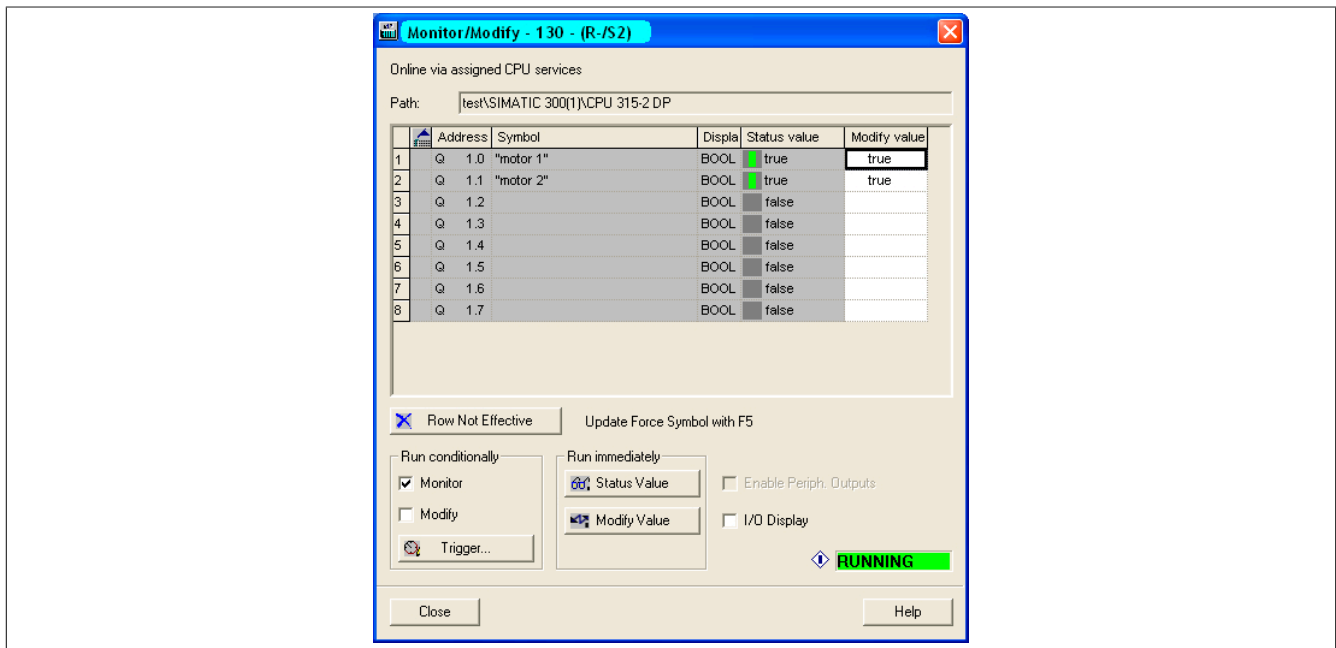 Monitor/Modify - 130 - (R-/S2)
Online via assigned CPU services
Path: test\SIMATIC 300(1)\CPU 315-2 DP
Address Symbol Displa Status value Modify value
1 Q 1.0 "motor 1" BOOL true true
2 Q 1.1 "motor 2" BOOL true true
3 Q 1.2 BOOL false
4 Q 1.3 BOOL false
5 Q 1.4 BOOL false
6 Q 1.5 BOOL false
7 Q 1.6 BOOL false
8 Q 1.7 BOOL false
Row Not Effective Update Force Symbol with F5
Run conditionally Run immediately
Monitor Status Value Enable Periph. Outputs
Modify Modify Value I/O Display
Trigger...
RUNNING
Close Help